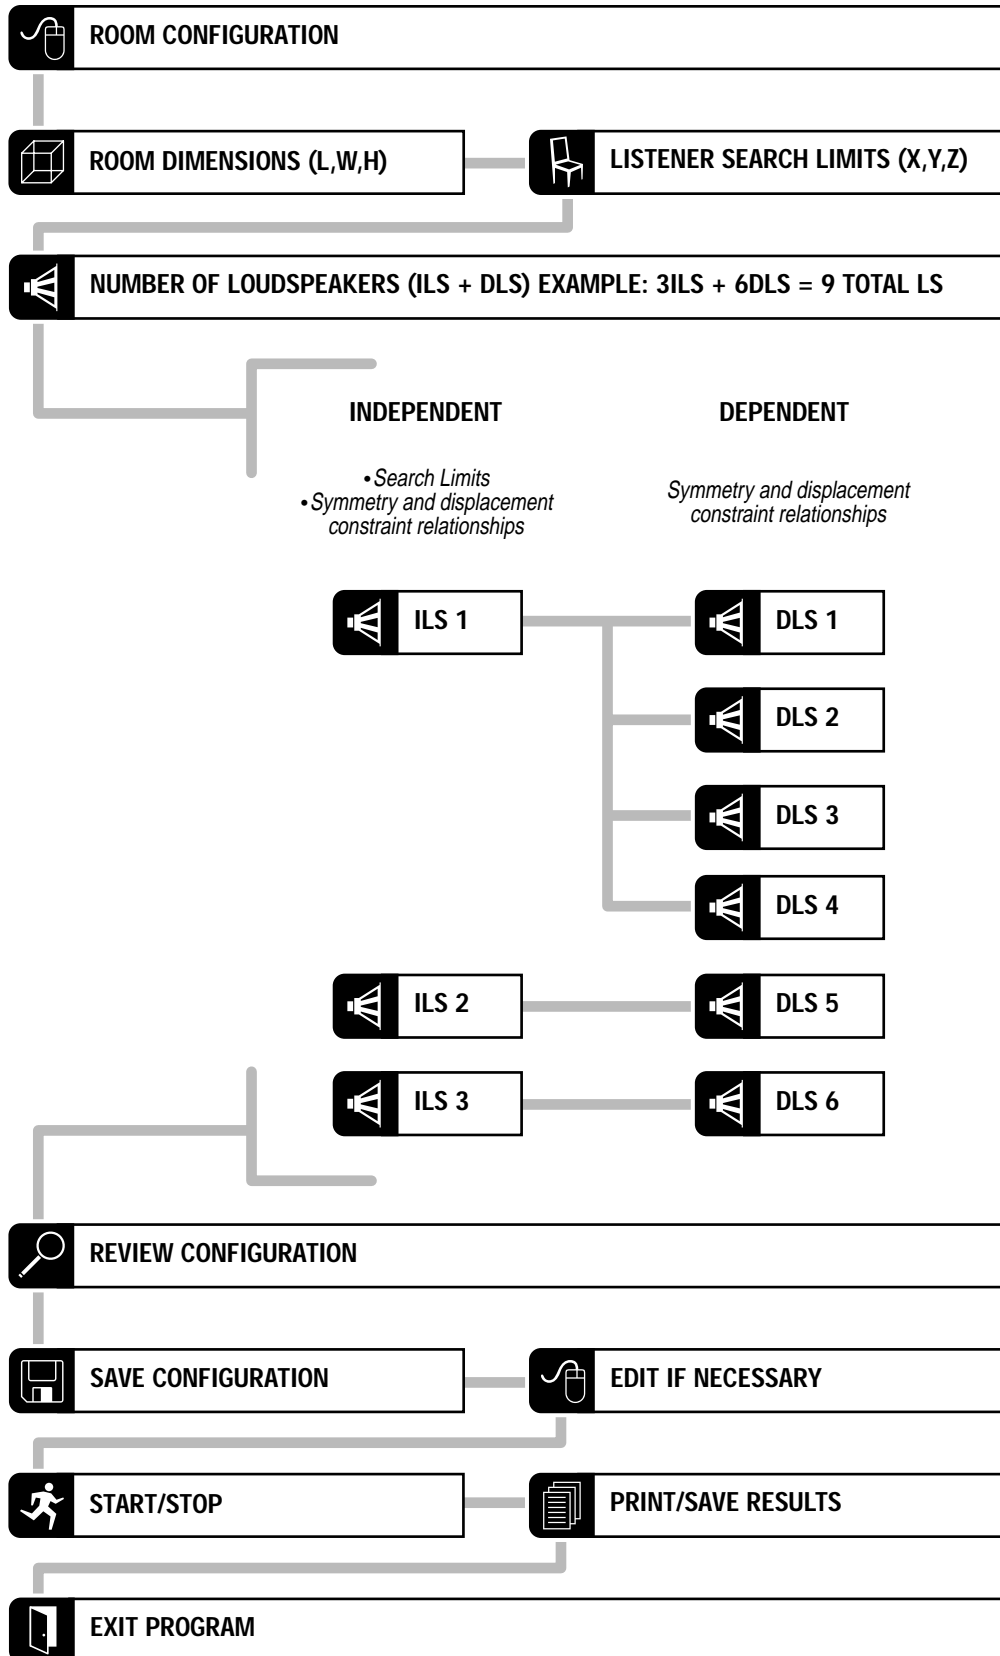 ROOM CONFIGURATION
ROOM DIMENSIONS (L,W,H)
LISTENER SEARCH LIMITS (X,Y,Z)
NUMBER OF LOUDSPEAKERS (ILS + DLS) EXAMPLE: 3ILS + 6DLS = 9 TOTAL LS
INDEPENDENT
•Search Limits
•Symmetry and displacement
constraint relationships
DEPENDENT
Symmetry and displacement
constraint relationships
ILS 1
DLS 1
DLS 2
DLS 3
DLS 4
ILS 2
DLS 5
ILS 3
DLS 6
REVIEW CONFIGURATION
SAVE CONFIGURATION
EDIT IF NECESSARY
START/STOP
PRINT/SAVE RESULTS
EXIT PROGRAM